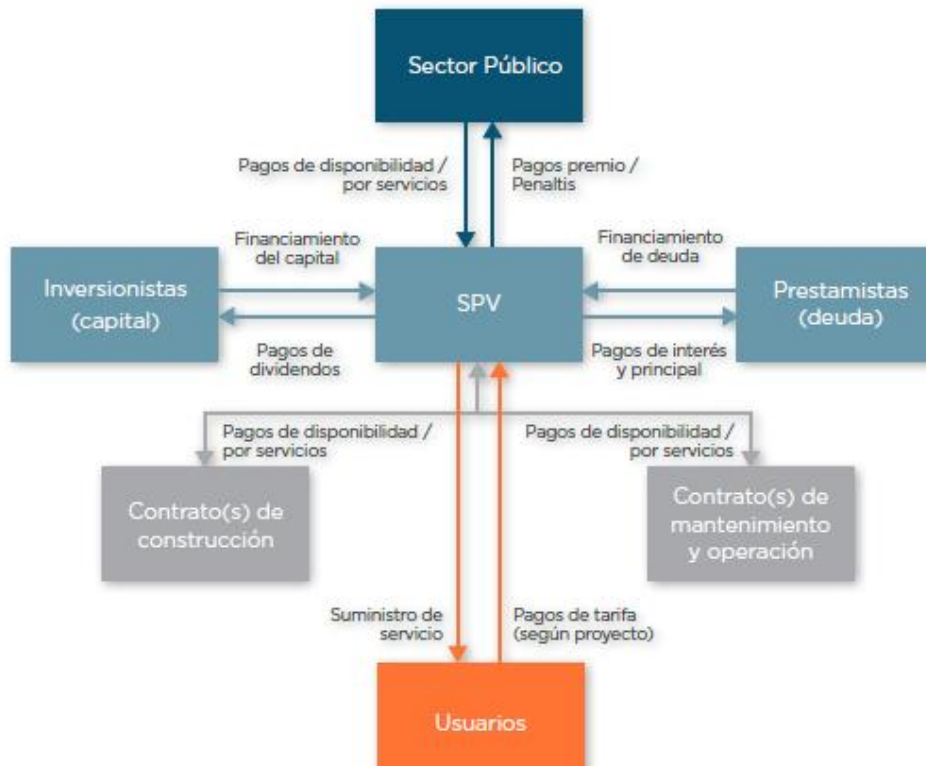 Sector Público
Pagos de disponibilidad /
por servicios
Pagos premio /
Penaltis
Financiamiento
del capital
Financiamiento
de deuda
Inversionistas
(capital)
SPV
Prestamistas
(deuda)
Pagos de
dividendos
Pagos de interés
y principal
Pagos de disponibilidad /
por servicios
Pagos de disponibilidad /
por servicios
Contrato(s) de
construcción
Contrato(s) de
mantenimiento
y operación
Suministro de
servicio
Pagos de tarifa
(según proyecto)
Usuarios